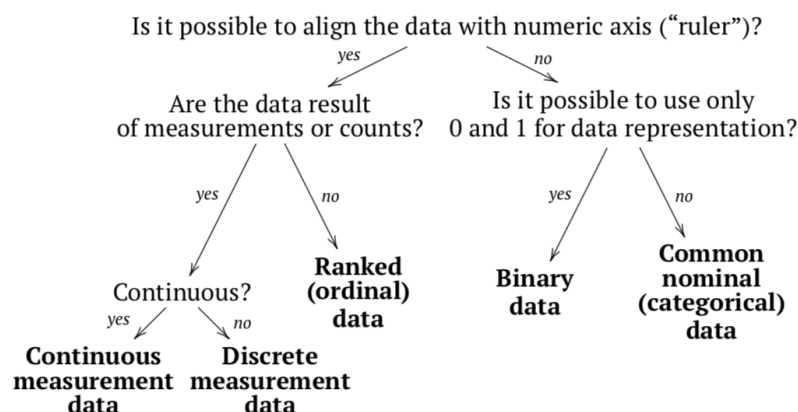 Is it possible to align the data with numeric axis (“ruler”)?
yes
no
Are the data result
of measurements or counts?
Is it possible to use only
0 and 1 for data representation?
yes
no
yes
no
Continuous?
Ranked
(ordinal)
data
Binary
data
Common
nominal
(categorical)
data
yes
no
Continuous
measurement
data
Discrete
measurement
data